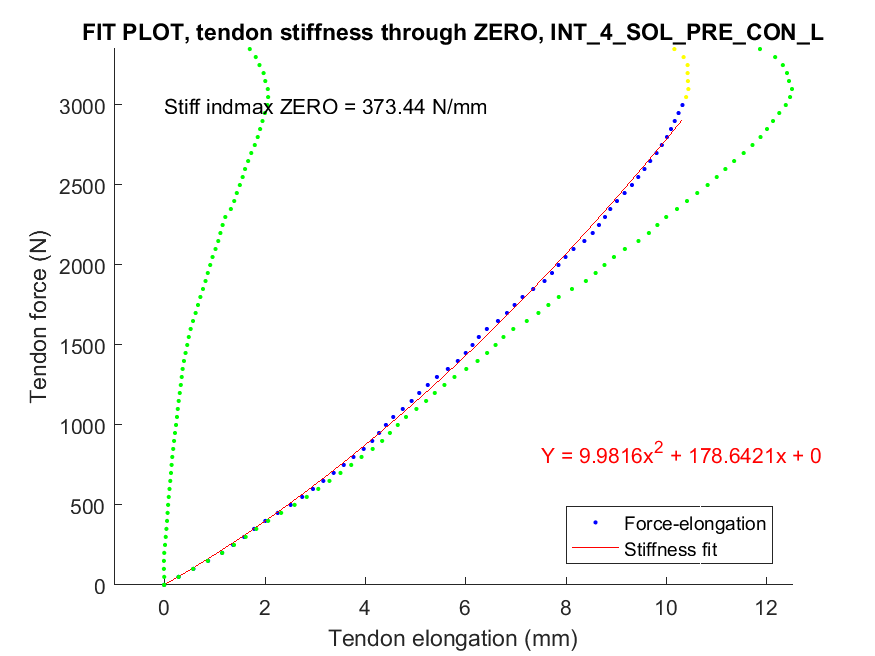 FIT PLOT, tendon stiffness through ZERO, INT_4_SOL_PRE_CON_L
Stiff indmax ZERO = 373.44 N/mm
3000
2500
2000
1500
1000
500
0
Tendon force (N)
Y = 9.9816x² + 178.6421x + 0
Force-elongation
Stiffness fit
0 2 4 6 8 10 12
Tendon elongation (mm)